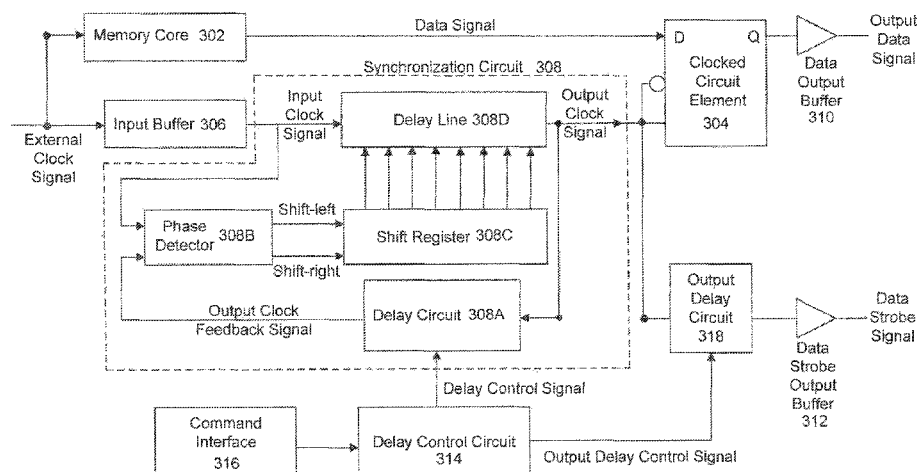 Memory Core 302
Data Signal
D
Q
Output
Data
Signal
Clocked
Circuit
Element
304
Data
Output
Buffer
310
Synchronization Circuit 308
Input
Clock
Signal
Output
Clock
Signal
Input Buffer 306
Delay Line 308D
External
Clock
Signal
Phase
Detector 308B
Shift-left
Shift-right
Shift Register 308C
Output Clock
Feedback Signal
Delay Circuit 308A
Output
Delay
Circuit
318
Data
Strobe
Signal
Data
Strobe
Output
Buffer
312
Delay Control Signal
Command
Interface
316
Delay Control Circuit
314
Output Delay Control Signal